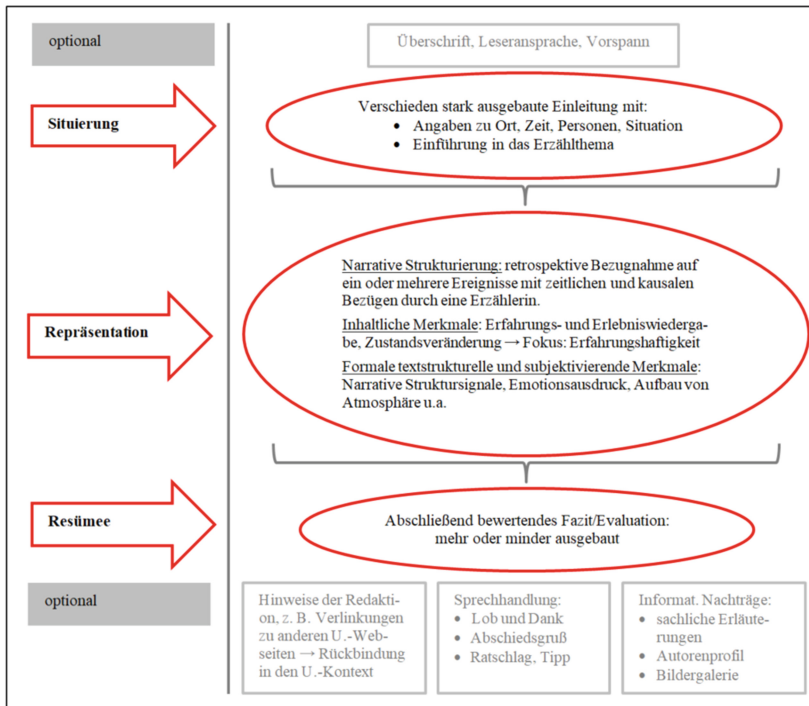 optional
Überschrift, Leseransprache, Vorspann
Situierung
Verschieden stark ausgebaute Einleitung mit:
• Angaben zu Ort, Zeit, Personen, Situation
• Einführung in das Erzählthema
Repräsentation
Narrative Strukturierung: retrospektive Bezugnahme auf
ein oder mehrere Ereignisse mit zeitlichen und kausalen
Bezügen durch eine Erzählerin.
Inhaltliche Merkmale: Erfahrungs- und Erlebniswiederga-
be, Zustandsveränderung → Fokus: Erfahrungshaftigkeit
Formale textstrukturelle und subjektivierende Merkmale:
Narrative Struktursignale, Emotionsausdruck, Aufbau von
Atmosphäre u.a.
Resümee
Abschließend bewertendes Fazit/Evaluation:
mehr oder minder ausgebaut
optional
Hinweise der Redakti-
on, z. B. Verlinkungen
zu anderen U.-Web-
seiten → Rückbindung
in den U.-Kontext
Sprechhandlung:
• Lob und Dank
• Abschiedsgruß
• Ratschlag, Tipp
Informat. Nachträge:
• sachliche Erläute-
rungen
• Autorenprofil
• Bildergalerie